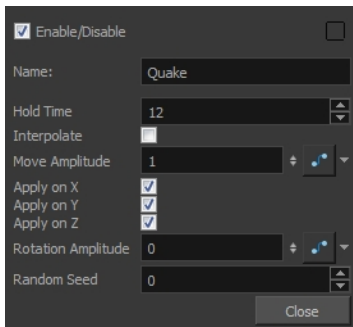 Enable/Disable
Name: Quake
Hold Time 12
Interpolate
Move Amplitude 1
Apply on X
Apply on Y
Apply on Z
Rotation Amplitude 0
Random Seed 0
Close